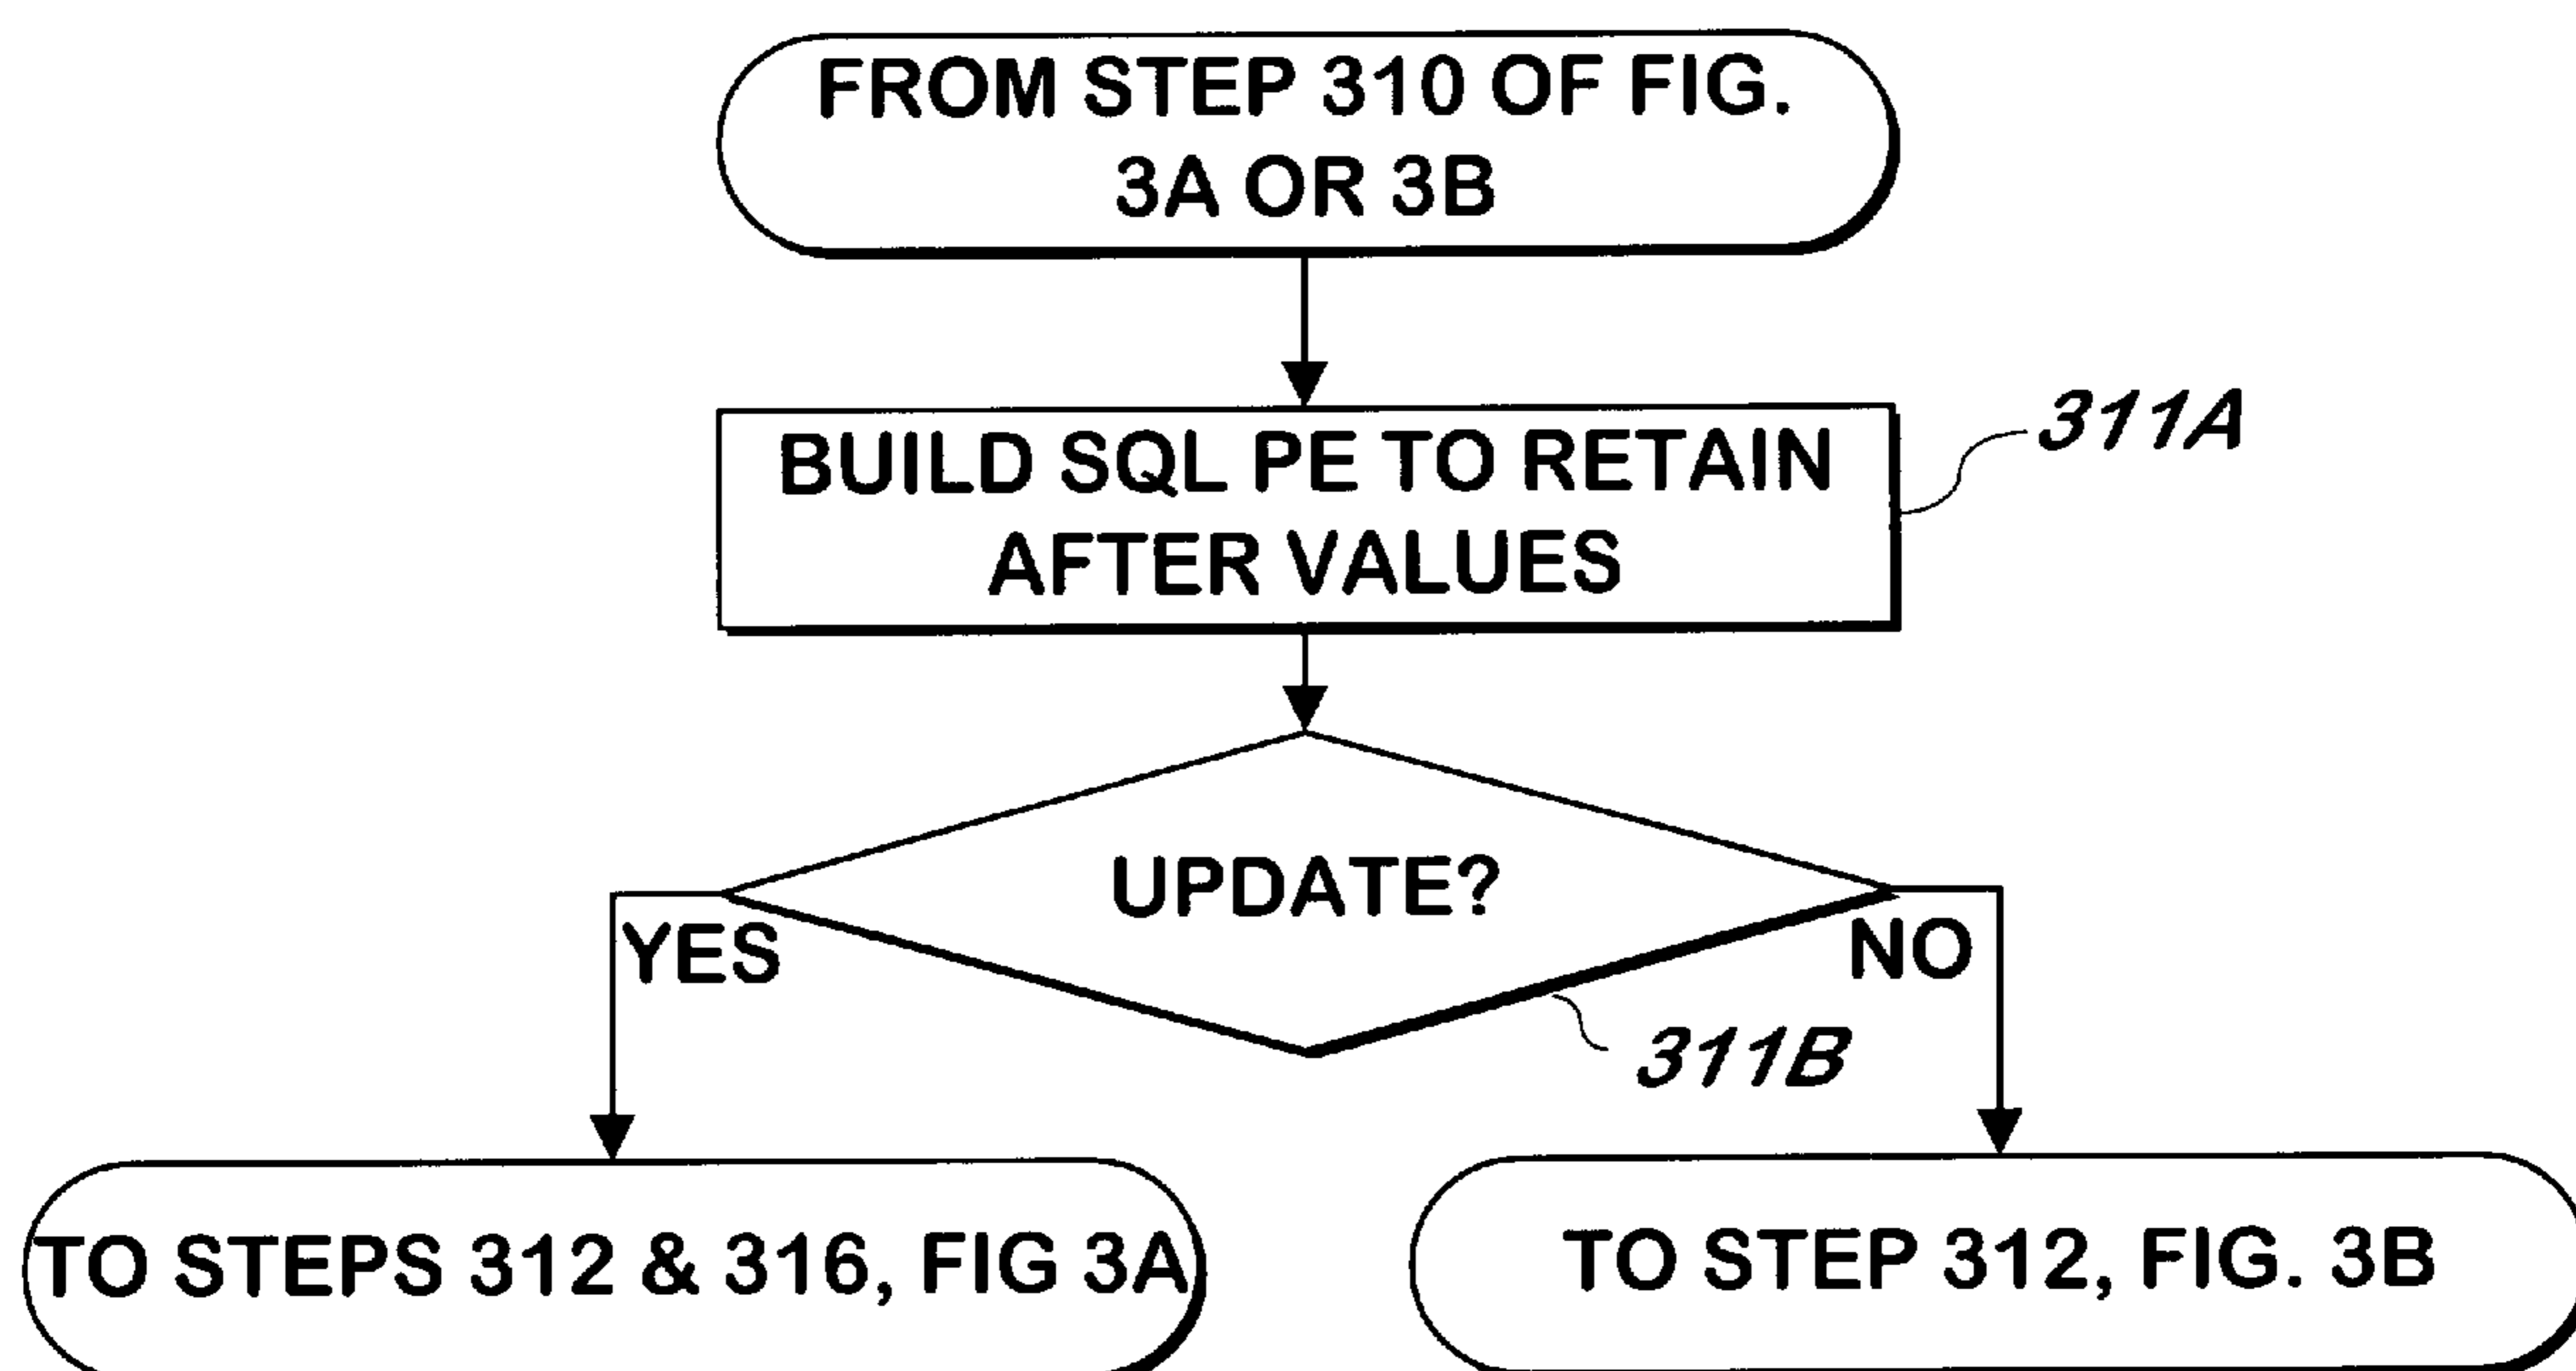 FROM STEP 310 OF FIG.
3A OR 3B
BUILD SQL PE TO RETAIN
AFTER VALUES
311A
UPDATE?
YES
NO
311B
TO STEPS 312 & 316, FIG 3A
TO STEP 312, FIG. 3B